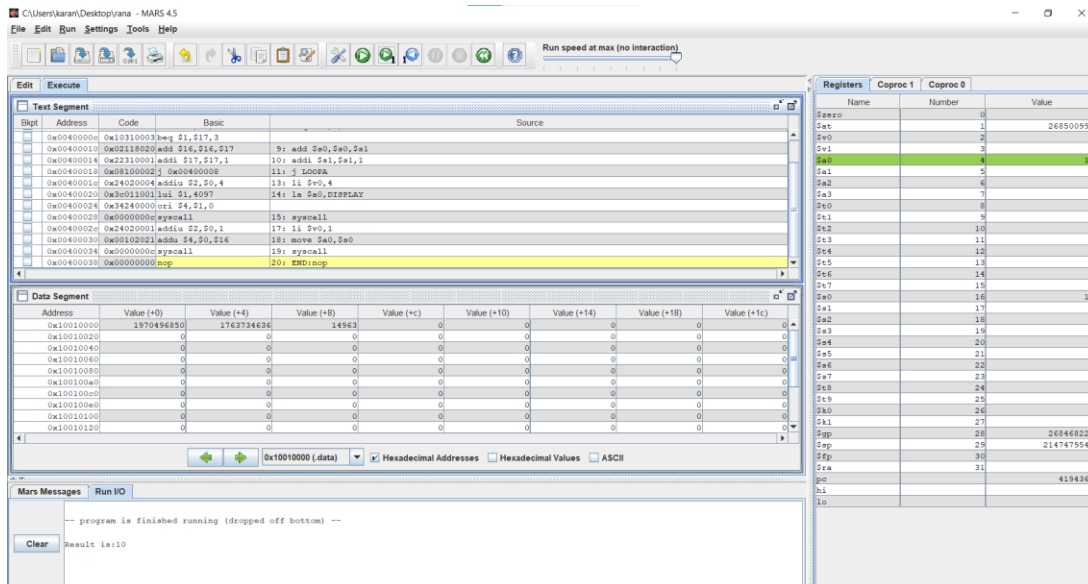 C:\Users\karan\Desktop\rana - MARS 4.5
File Edit Run Settings Tools Help
Run speed at max (no interaction)
Edit Execute
Text Segment
Bkpt Address Code Basic Source
0x0040000c 0x10310003 beq $1,$17,3
0x00400010 0x02118020 add $16,$16,$17 9: add $s0,$s0,$s1
0x00400014 0x22310001 addi $17,$17,1 10: addi $s1,$s1,1
0x00400018 0x08100002 j 0x00400008 11: j LOOPA
0x0040001c 0x24020004 addiu $2,$0,4 13: li $v0,4
0x00400020 0x3c011001 lui $1,4097 14: la $a0,DISPLAY
0x00400024 0x34240000 ori $4,$1,0
0x00400028 0x0000000c syscall 15: syscall
0x0040002c 0x24020001 addiu $2,$0,1 17: li $v0,1
0x00400030 0x00102021 addu $4,$0,$16 18: move $a0,$s0
0x00400034 0x0000000c syscall 19: syscall
0x00400038 0x00000000 nop 20: END:nop
Data Segment
Address Value (+0) Value (+4) Value (+8) Value (+c) Value (+10) Value (+14) Value (+18) Value (+1c)
0x10010000 1970496850 1763734636 14963 0 0 0 0 0
0x10010020 0 0 0 0 0 0 0 0
0x10010040 0 0 0 0 0 0 0 0
0x10010060 0 0 0 0 0 0 0 0
0x10010080 0 0 0 0 0 0 0 0
0x100100a0 0 0 0 0 0 0 0 0
0x100100c0 0 0 0 0 0 0 0 0
0x100100e0 0 0 0 0 0 0 0 0
0x10010100 0 0 0 0 0 0 0 0
0x10010120 0 0 0 0 0 0 0 0
0x10010000 (.data) Hexadecimal Addresses Hexadecimal Values ASCII
Mars Messages Run I/O
-- program is finished running (dropped off bottom) --
Clear Result is:10
Registers Coproc 1 Coproc 0
Name Number Value
$zero 0
$at 1 26850099
$v0 2
$v1 3
$a0 4 1
$a1 5
$a2 6
$a3 7
$t0 8
$t1 9
$t2 10
$t3 11
$t4 12
$t5 13
$t6 14
$t7 15
$s0 16 1
$s1 17
$s2 18
$s3 19
$s4 20
$s5 21
$s6 22
$s7 23
$t8 24
$t9 25
$k0 26
$k1 27
$gp 28 26846822
$sp 29 214747954
$fp 30
$ra 31
pc 419436
hi
lo